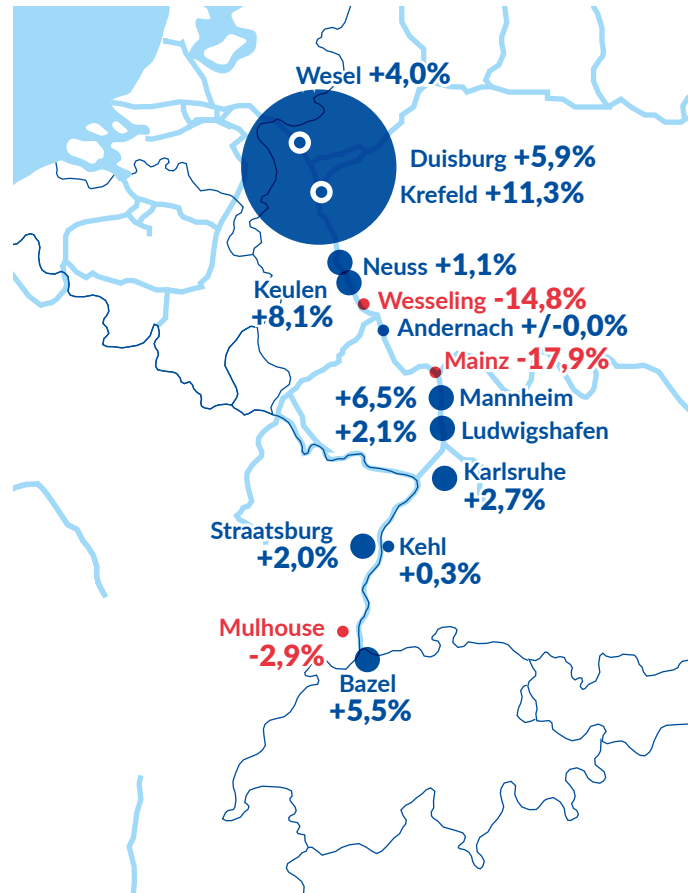 Wesel +4,0%
Duisburg +5,9%
Krefeld +11,3%
Neuss +1,1%
Keulen
+8,1%
Wesseling -14,8%
Andernach +/-0,0%
Mainz -17,9%
+6,5% Mannheim
+2,1% Ludwigshafen
Karlsruhe
+2,7%
Straatsburg
+2,0%
Kehl
+0,3%
Mulhouse
-2,9%
Bazel
+5,5%